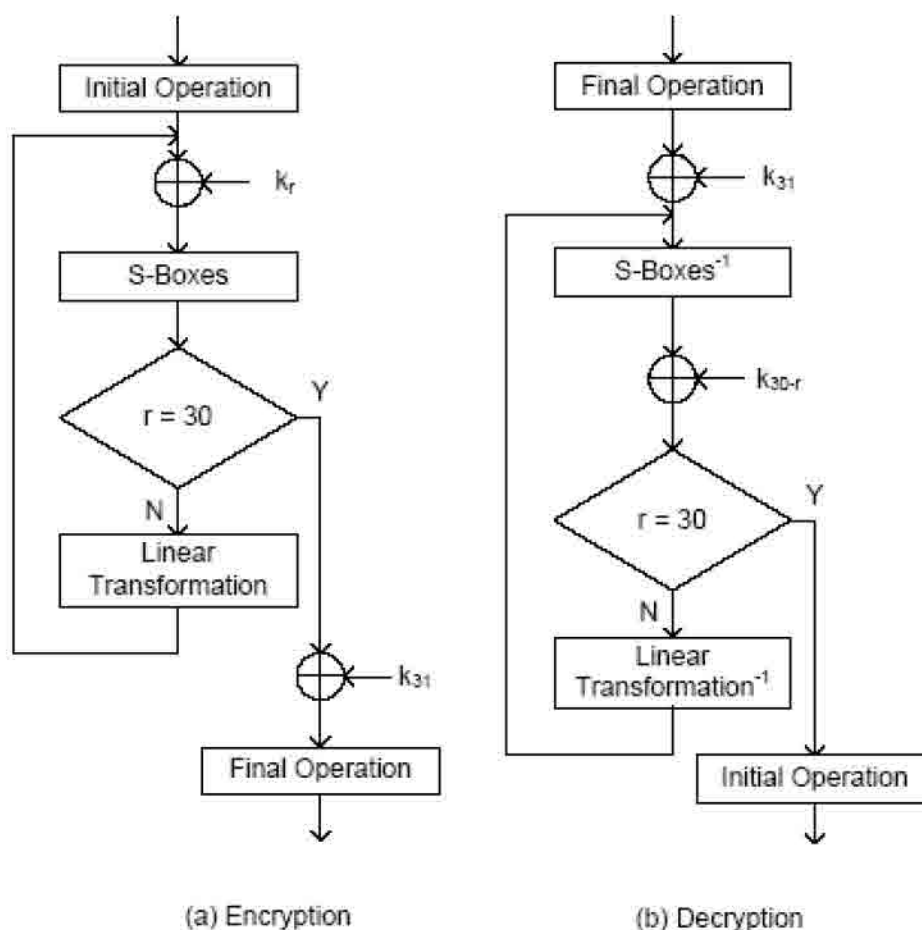 Initial Operation
k₃₁
kᵣ
S-Boxes
Y
r = 30
N
Linear
Transformation
k₃₁
Final Operation
(a) Encryption
Final Operation
k₃₁
S-Boxes⁻¹
k₃₀₋ᵣ
r = 30
Y
N
Linear
Transformation⁻¹
Initial Operation
(b) Decryption